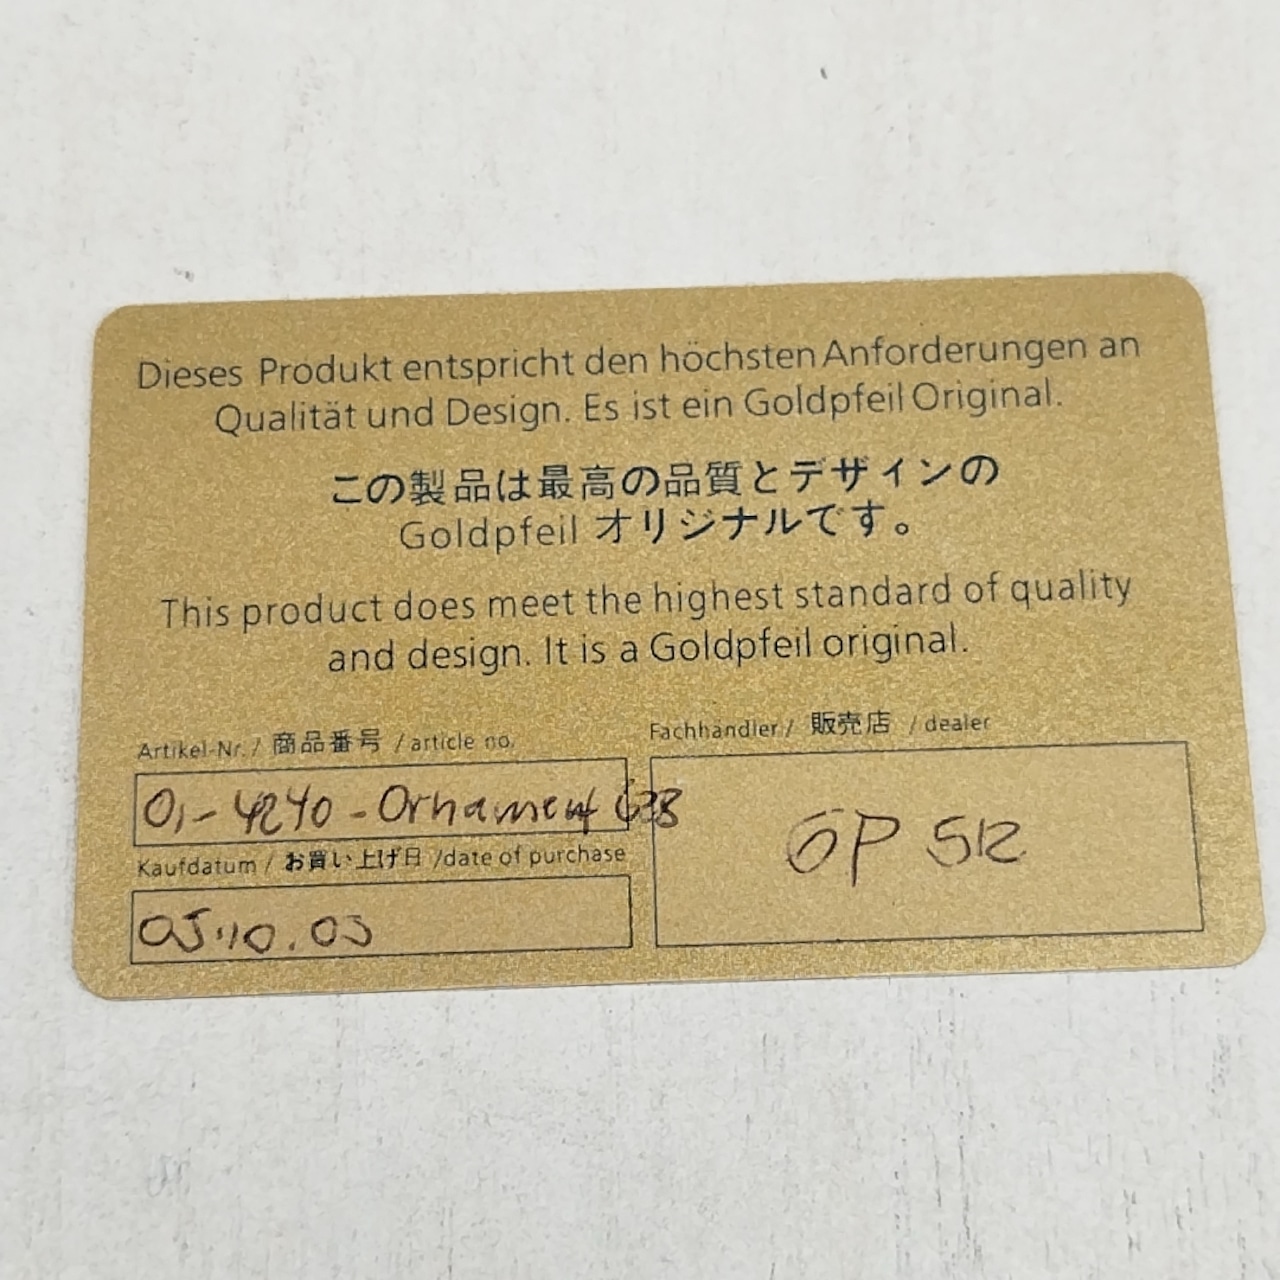 Dieses Produkt entspricht den höchsten Anforderungen an
Qualität und Design. Es ist ein Goldpfeil Original.
この製品は最高の品質とデザインの
Goldpfeil オリジナルです。
This product does meet the highest standard of quality
and design. It is a Goldpfeil original.
Artikel-Nr. / 商品番号 / article no.
01-4240-Ornament
Kaufdatum / お買い上げ日 /date of purchase
Fachhändler / 販売店 / dealer
GP 512